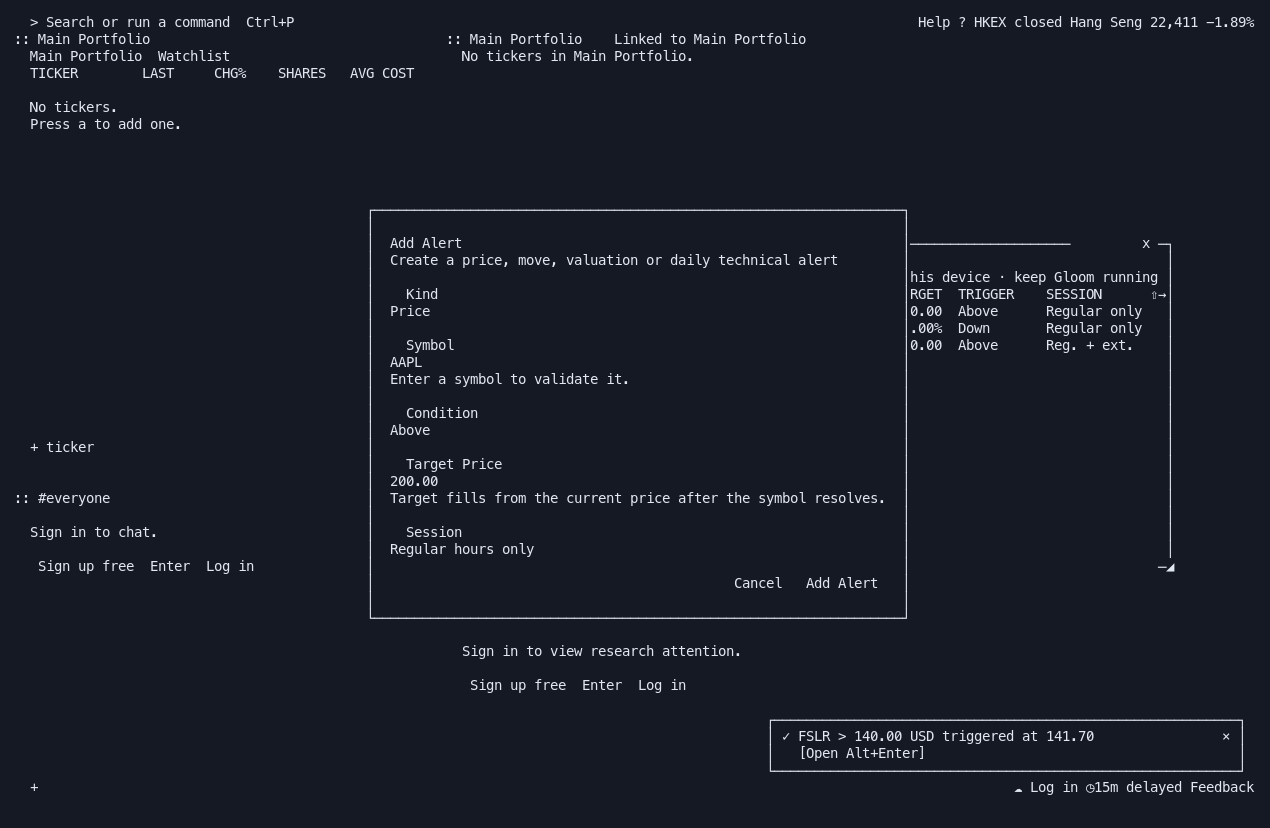 > Search or run a command  Ctrl+P    Help ? HKEX closed Hang Seng 22,411 −1.89%
:: Main Portfolio    :: Main Portfolio    Linked to Main Portfolio
Main Portfolio  Watchlist    No tickers in Main Portfolio.
TICKER    LAST    CHG%    SHARES    AVG COST
No tickers.
Press a to add one.
Add Alert    x
Create a price, move, valuation or daily technical alert
his device · keep Gloom running
Kind    RGET  TRIGGER    SESSION    ⇧→
Price    0.00  Above    Regular only
.00%  Down    Regular only
Symbol    0.00  Above    Reg. + ext.
AAPL
Enter a symbol to validate it.
Condition
Above
+ ticker
Target Price
200.00
:: #everyone    Target fills from the current price after the symbol resolves.
Sign in to chat.    Session
Regular hours only
Sign up free  Enter  Log in
Cancel    Add Alert
Sign in to view research attention.
Sign up free  Enter  Log in
✓ FSLR > 140.00 USD triggered at 141.70    ×
[Open Alt+Enter]
+    ☁ Log in ◷15m delayed Feedback